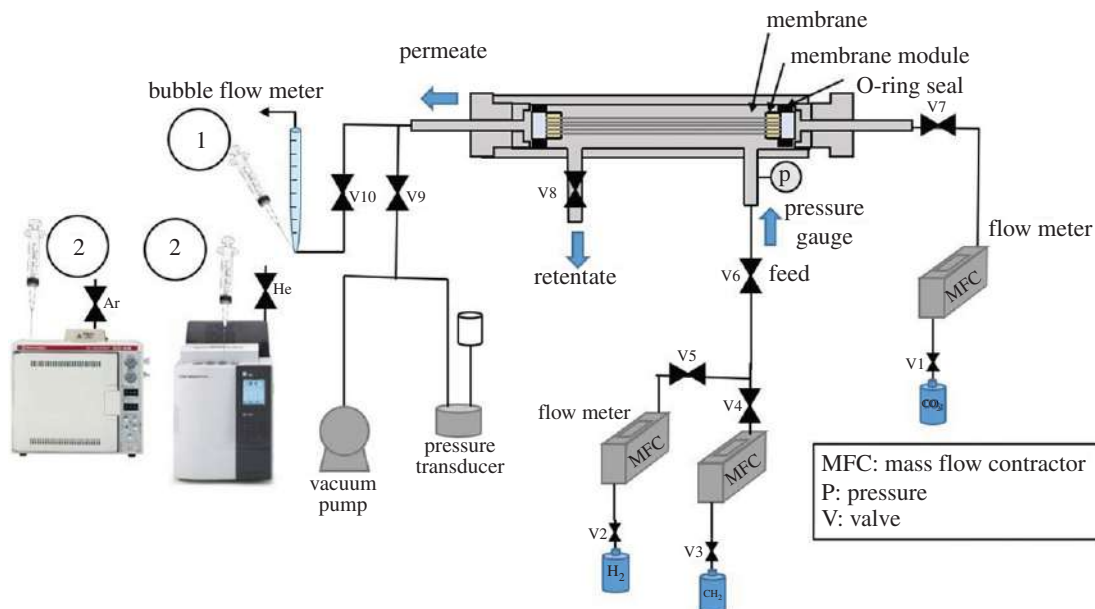 membrane
permeate
membrane module
bubble flow meter
O-ring seal
V7
1
p
V10
V9
V8
pressure
gauge
flow meter
2
2
retentate
V6
feed
Ar
He
MFC
V5
V1
CO2
V4
flow meter
MFC
MFC
pressure
transducer
vacuum
pump
MFC: mass flow contractor
P: pressure
V: valve
V2
V3
H2
CH2